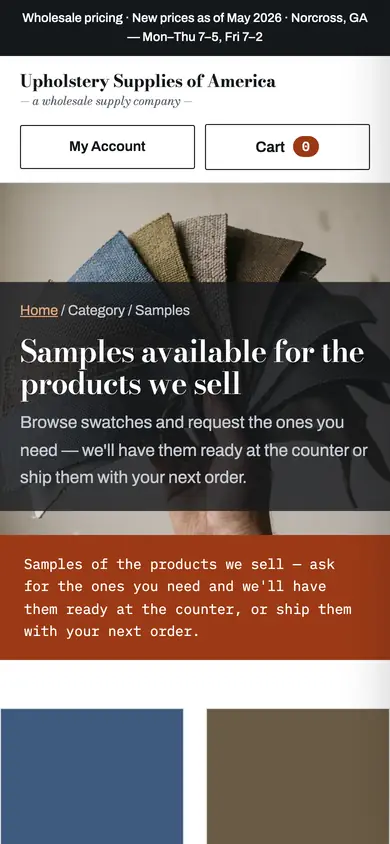 Wholesale pricing · New prices as of May 2026 · Norcross, GA
— Mon–Thu 7–5, Fri 7–2
Upholstery Supplies of America
— a wholesale supply company —
My Account
Cart 0
Home / Category / Samples
Samples available for the
products we sell
Browse swatches and request the ones you
need — we'll have them ready at the counter or
ship them with your next order.
Samples of the products we sell — ask
for the ones you need and we'll have
them ready at the counter, or ship them
with your next order.